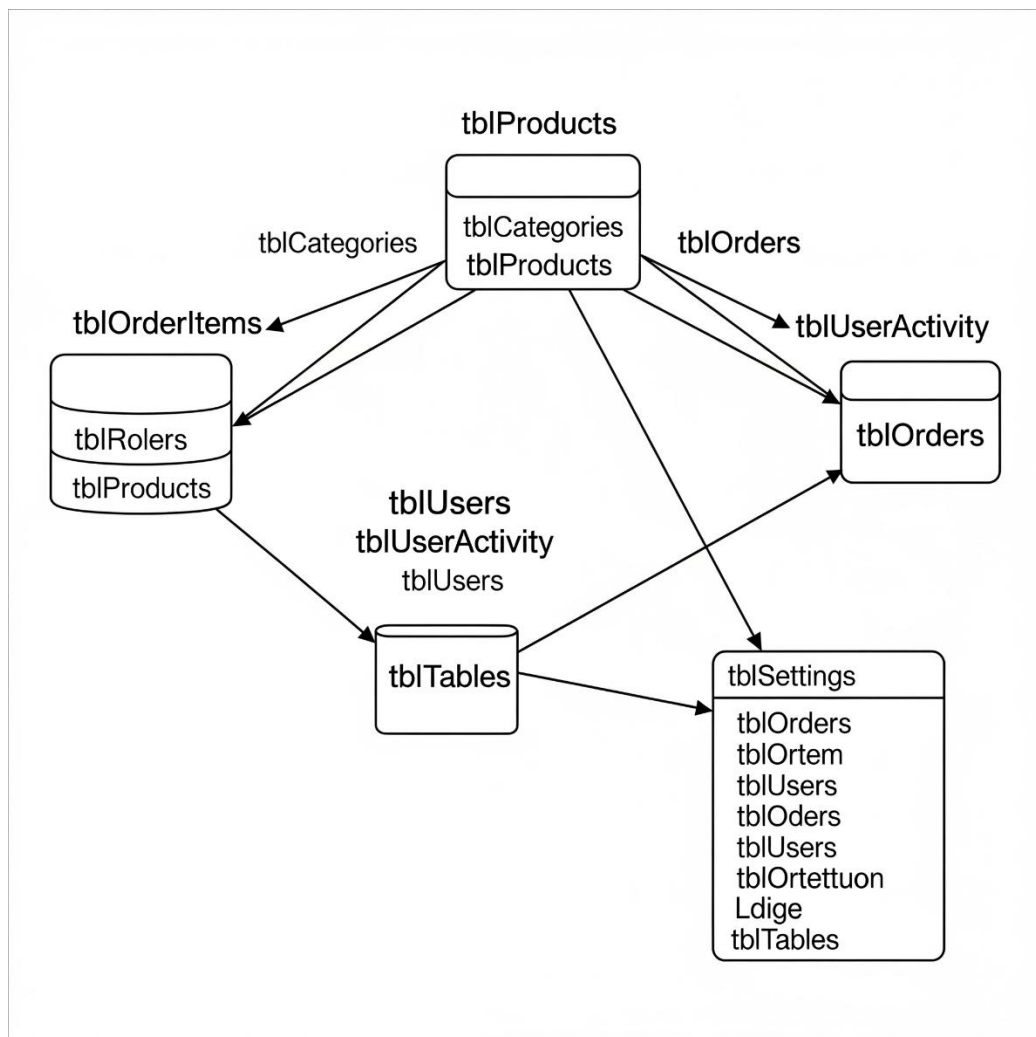 tblProducts
tblCategories
tblCategories
tblProducts
tblOrders
tblOrderItems
tblUserActivity
tblRolers
tblProducts
tblOrders
tblUsers
tblUserActivity
tblUsers
tblTables
tblSettings
tblOrders
tblOrtem
tblUsers
tblOders
tblUsers
tblOrtettuon
Ldige
tblTables